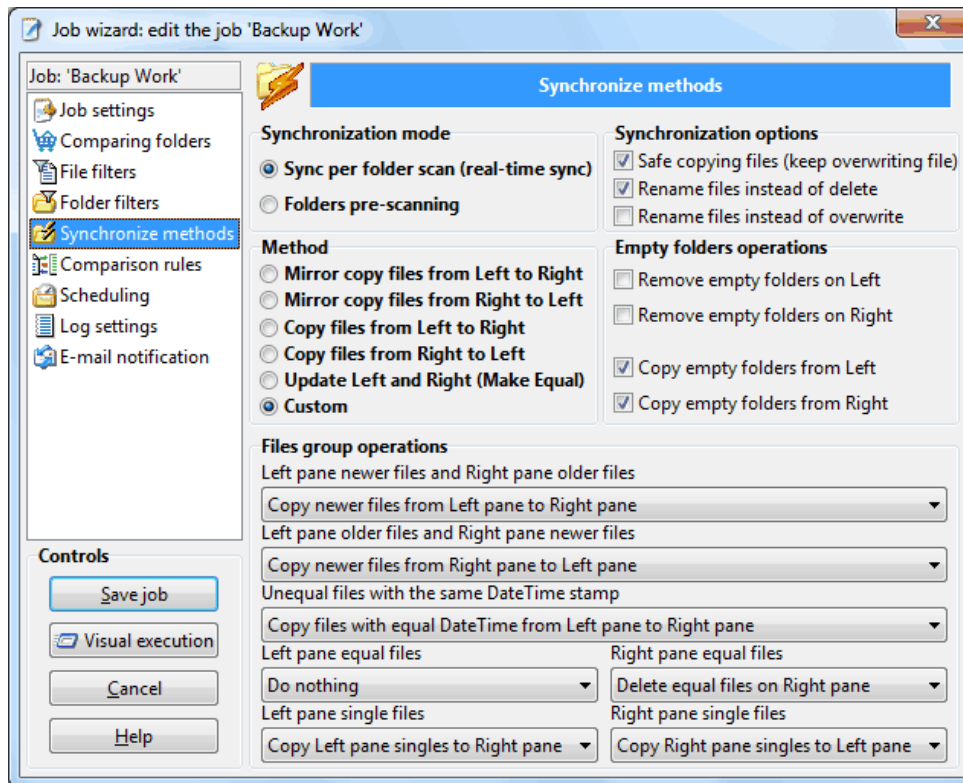 Job wizard: edit the job 'Backup Work'
Job: 'Backup Work'
Job settings
Comparing folders
File filters
Folder filters
Synchronize methods
Comparison rules
Scheduling
Log settings
E-mail notification
Controls
Save job
Visual execution
Cancel
Help
Synchronize methods
Synchronization mode
Sync per folder scan (real-time sync)
Folders pre-scanning
Synchronization options
Safe copying files (keep overwriting file)
Rename files instead of delete
Rename files instead of overwrite
Method
Mirror copy files from Left to Right
Mirror copy files from Right to Left
Copy files from Left to Right
Copy files from Right to Left
Update Left and Right (Make Equal)
Custom
Empty folders operations
Remove empty folders on Left
Remove empty folders on Right
Copy empty folders from Left
Copy empty folders from Right
Files group operations
Left pane newer files and Right pane older files
Copy newer files from Left pane to Right pane
Left pane older files and Right pane newer files
Copy newer files from Right pane to Left pane
Unequal files with the same DateTime stamp
Copy files with equal DateTime from Left pane to Right pane
Left pane equal files
Do nothing
Right pane equal files
Delete equal files on Right pane
Left pane single files
Copy Left pane singles to Right pane
Right pane single files
Copy Right pane singles to Left pane